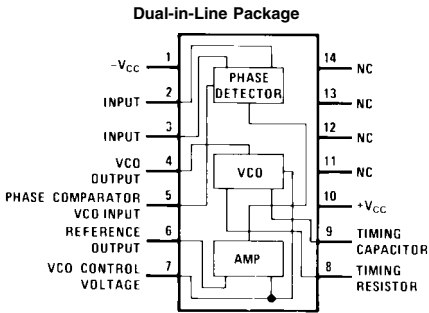 Dual-in-Line Package
1
−VCC
2
INPUT
3
INPUT
4
VCO
OUTPUT
5
PHASE COMPARATOR
VCO INPUT
6
REFERENCE
OUTPUT
7
VCO CONTROL
VOLTAGE
PHASE
DETECTOR
VCO
AMP
14
NC
13
NC
12
NC
11
NC
10
+VCC
9
TIMING
CAPACITOR
8
TIMING
RESISTOR